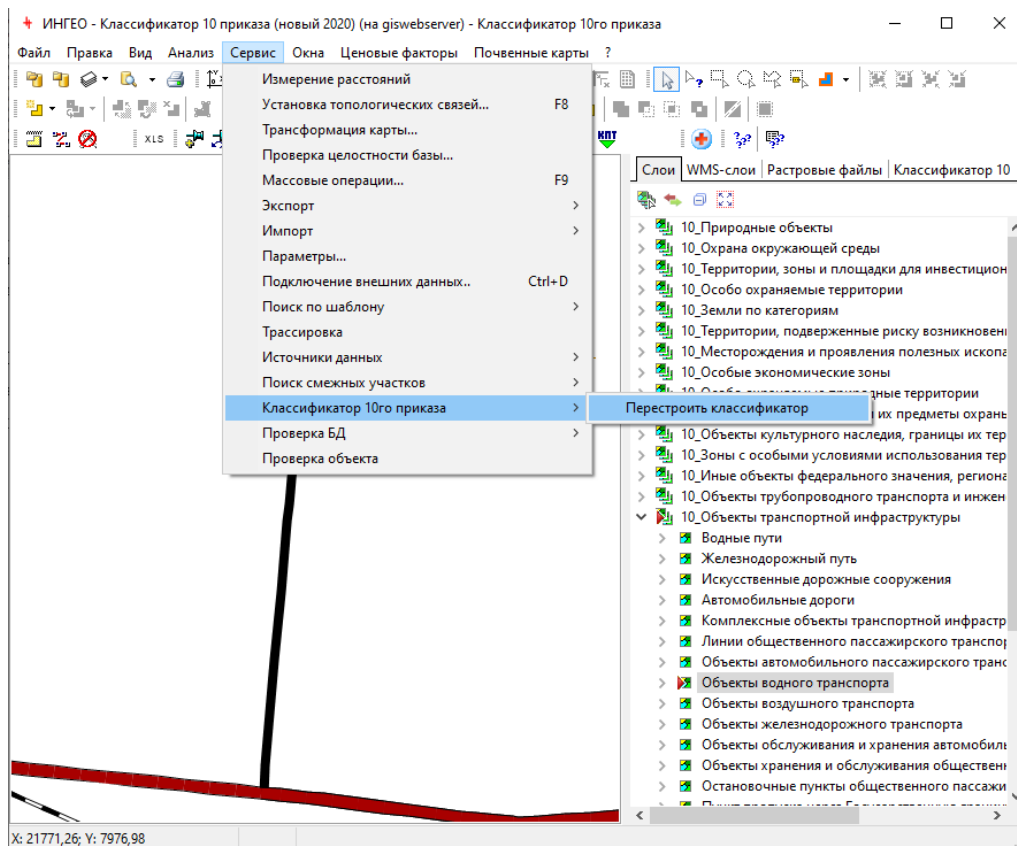 ИНГЕО - Классификатор 10 приказа (новый 2020) (на giswebserver) - Классификатор 10го приказа
Файл Правка Вид Анализ Сервис Окна Ценовые факторы Почвенные карты ?
XLS
КПТ
Измерение расстояний
Установка топологических связей... F8
Трансформация карты...
Проверка целостности базы...
Массовые операции... F9
Экспорт
Импорт
Параметры...
Подключение внешних данных.. Ctrl+D
Поиск по шаблону
Трассировка
Источники данных
Поиск смежных участков
Классификатор 10го приказа
Перестроить классификатор
Проверка БД
Проверка объекта
Слои WMS-слои Растровые файлы Классификатор 10
10_Природные объекты
10_Охрана окружающей среды
10_Территории, зоны и площадки для инвестицион
10_Особо охраняемые территории
10_Земли по категориям
10_Территории, подверженные риску возникновен
10_Месторождения и проявления полезных ископа
10_Особые экономические зоны
10_Особо охраняемые природные территории
их предметы охраны
10_Объекты культурного наследия, границы их тер
10_Зоны с особыми условиями использования тер
10_Иные объекты федерального значения, региона
10_Объекты трубопроводного транспорта и инжен
10_Объекты транспортной инфраструктуры
Водные пути
Железнодорожный путь
Искусственные дорожные сооружения
Автомобильные дороги
Комплексные объекты транспортной инфрастр
Линии общественного пассажирского транспор
Объекты автомобильного пассажирского транс
Объекты водного транспорта
Объекты воздушного транспорта
Объекты железнодорожного транспорта
Объекты обслуживания и хранения автомобиль
Объекты хранения и обслуживания обществен
Остановочные пункты общественного пассажи
X: 21771,26; Y: 7976,98